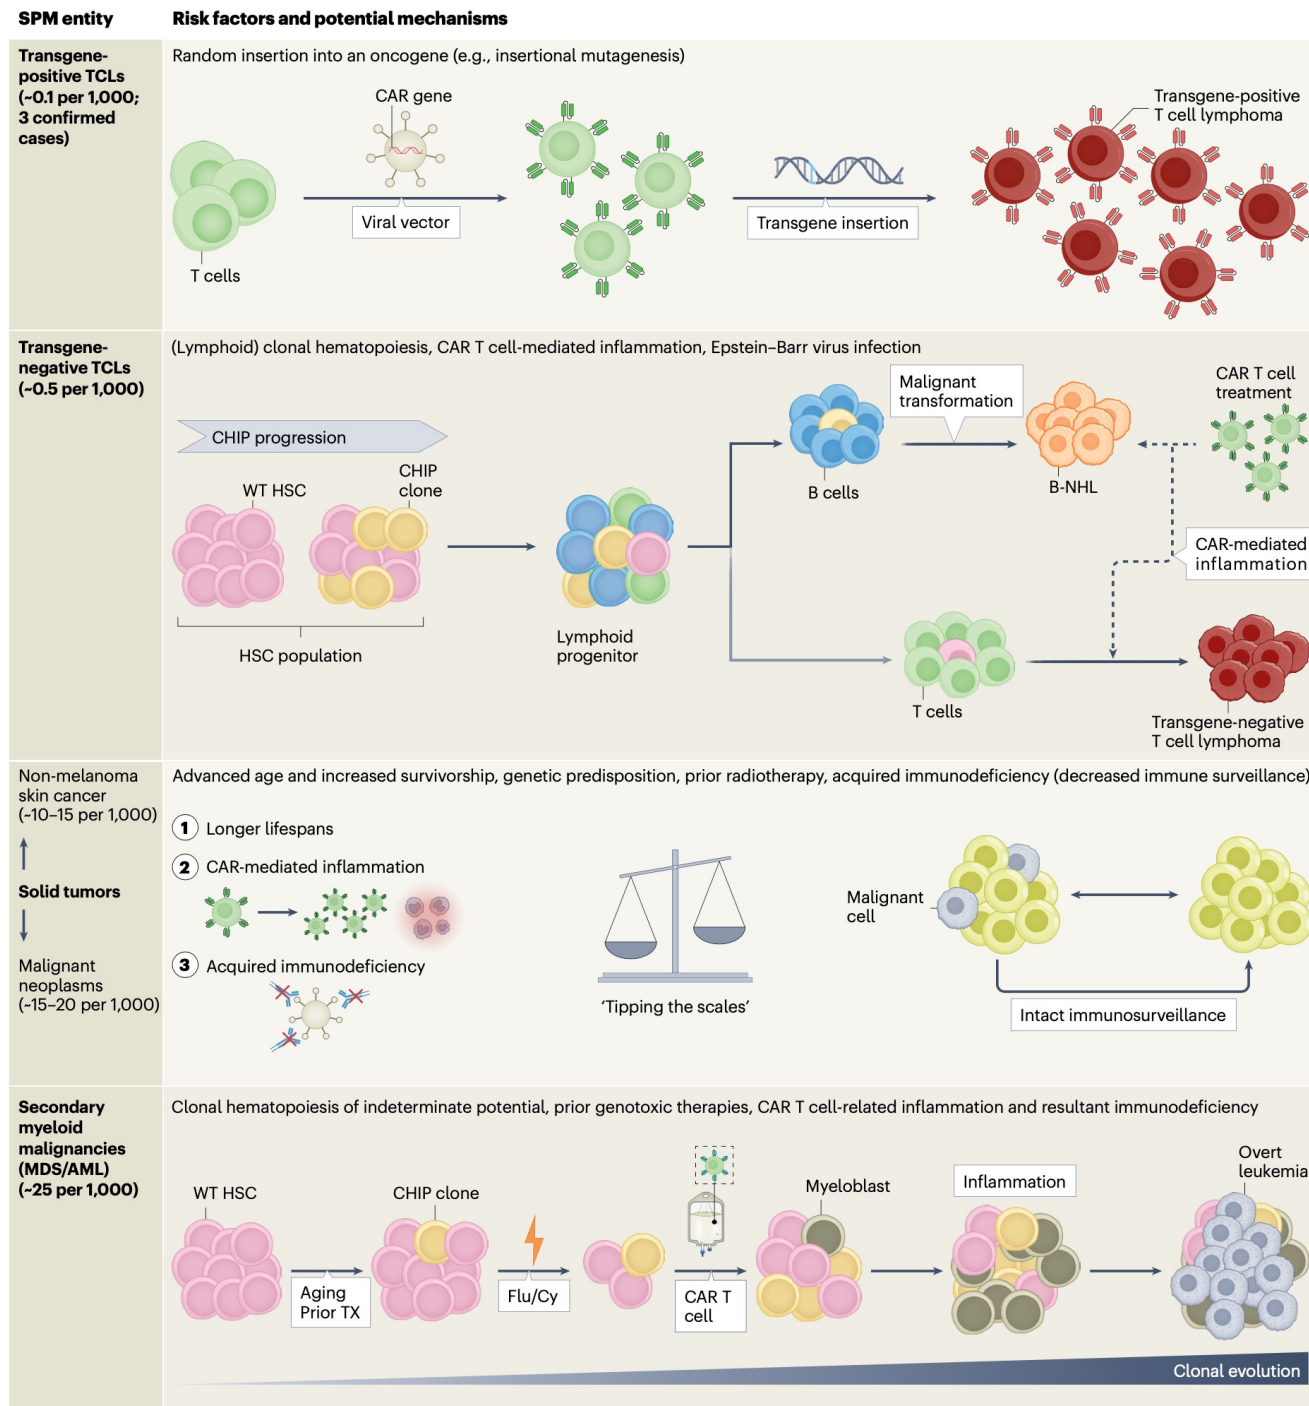 SPM entity
Risk factors and potential mechanisms
Transgene-
positive TCLs
(~0.1 per 1,000;
3 confirmed
cases)
Random insertion into an oncogene (e.g., insertional mutagenesis)
CAR gene
Viral vector
T cells
Transgene insertion
Transgene-positive
T cell lymphoma
Transgene-
negative TCLs
(~0.5 per 1,000)
(Lymphoid) clonal hematopoiesis, CAR T cell-mediated inflammation, Epstein–Barr virus infection
CHIP progression
WT HSC
CHIP
clone
HSC population
Lymphoid
progenitor
B cells
Malignant
transformation
B-NHL
CAR T cell
treatment
CAR-mediated
inflammation
T cells
Transgene-negative
T cell lymphoma
Non-melanoma
skin cancer
(~10–15 per 1,000)
Solid tumors
Malignant
neoplasms
(~15–20 per 1,000)
Advanced age and increased survivorship, genetic predisposition, prior radiotherapy, acquired immunodeficiency (decreased immune surveillance)
1 Longer lifespans
2 CAR-mediated inflammation
3 Acquired immunodeficiency
‘Tipping the scales’
Malignant
cell
Intact immunosurveillance
Secondary
myeloid
malignancies
(MDS/AML)
(~25 per 1,000)
Clonal hematopoiesis of indeterminate potential, prior genotoxic therapies, CAR T cell-related inflammation and resultant immunodeficiency
WT HSC
Aging
Prior TX
CHIP clone
Flu/Cy
CAR T
cell
Myeloblast
Inflammation
Overt
leukemia
Clonal evolution